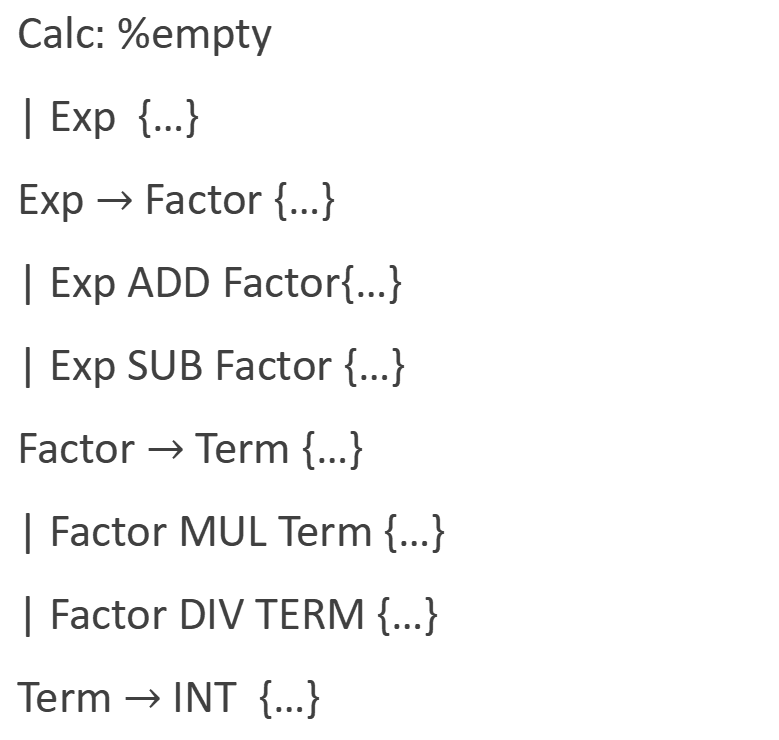 Calc: %empty
| Exp  {…}
Exp → Factor {…}
| Exp ADD Factor{…}
| Exp SUB Factor {…}
Factor → Term {…}
| Factor MUL Term {…}
| Factor DIV TERM {…}
Term → INT  {…}